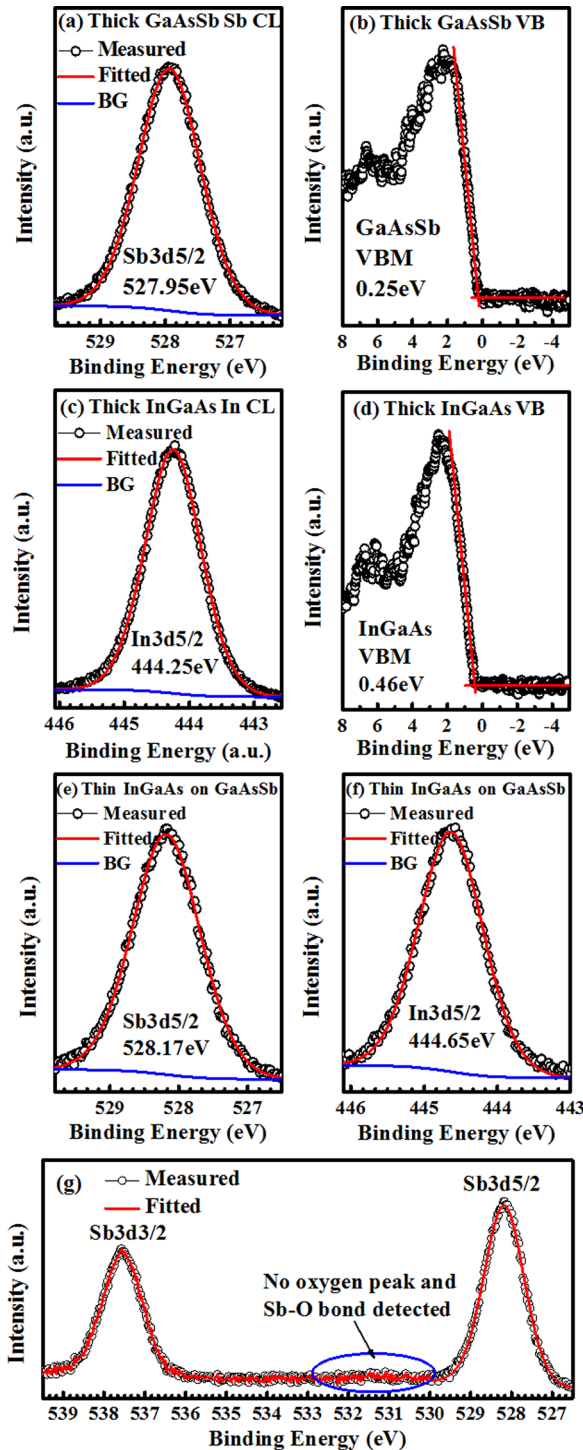 (a) Thick GaAsSb Sb CL
Measured
Fitted
BG
Sb3d5/2
527.95eV
529 528 527
Binding Energy (eV)
Intensity (a.u.)
(b) Thick GaAsSb VB
GaAsSb
VBM
0.25eV
8 6 4 2 0 -2 -4
Binding Energy (eV)
Intensity (a.u.)
(c) Thick InGaAs In CL
Measured
Fitted
BG
In3d5/2
444.25eV
446 445 444 443
Binding Energy (a.u.)
Intensity (a.u.)
(d) Thick InGaAs VB
InGaAs
VBM
0.46eV
8 6 4 2 0 -2 -4
Binding Energy (eV)
Intensity (a.u.)
(e) Thin InGaAs on GaAsSb
Measured
Fitted
BG
Sb3d5/2
528.17eV
529 528 527
Binding Energy (eV)
Intensity (a.u.)
(f) Thin InGaAs on GaAsSb
Measured
Fitted
BG
In3d5/2
444.65eV
446 445 444 443
Binding Energy (eV)
Intensity (a.u.)
(g)
Measured
Fitted
Sb3d5/2
Sb3d3/2
No oxygen peak and
Sb-O bond detected
539 538 537 536 535 534 533 532 531 530 529 528 527
Binding Energy (eV)
Intensity (a.u.)